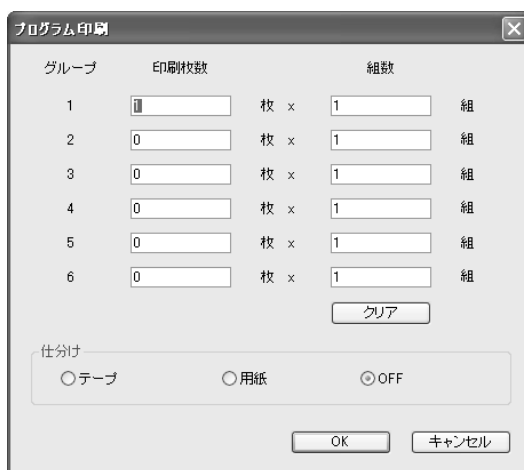 プログラム印刷
グループ 印刷枚数 組数
1 1 枚 x 1 組
2 0 枚 x 1 組
3 0 枚 x 1 組
4 0 枚 x 1 組
5 0 枚 x 1 組
6 0 枚 x 1 組
クリア
仕分け
テープ 用紙 OFF
OK キャンセル